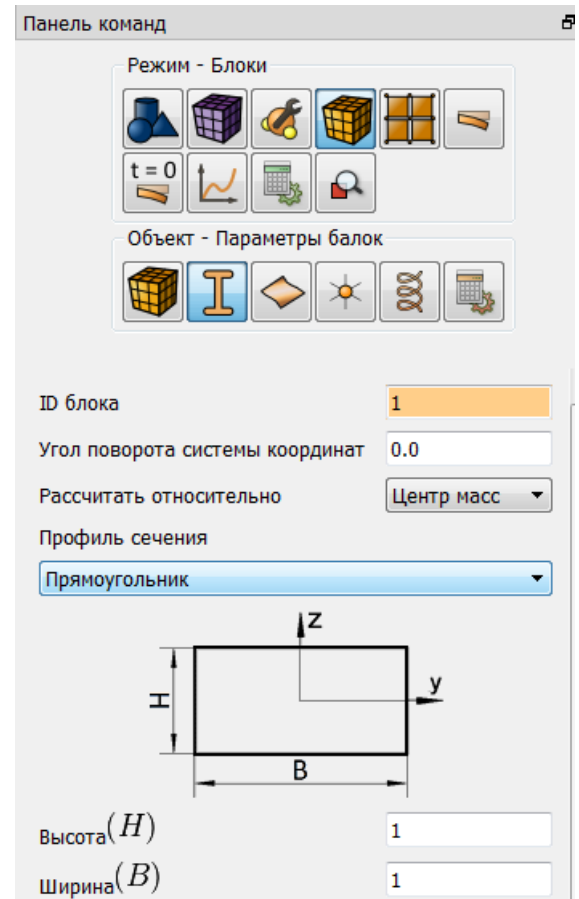 Панель команд
Режим - Блоки
t = 0
Объект - Параметры балок
ID блока 1
Угол поворота системы координат 0.0
Рассчитать относительно Центр масс
Профиль сечения
Прямоугольник
z
y
H
B
Высота(H) 1
Ширина(B) 1